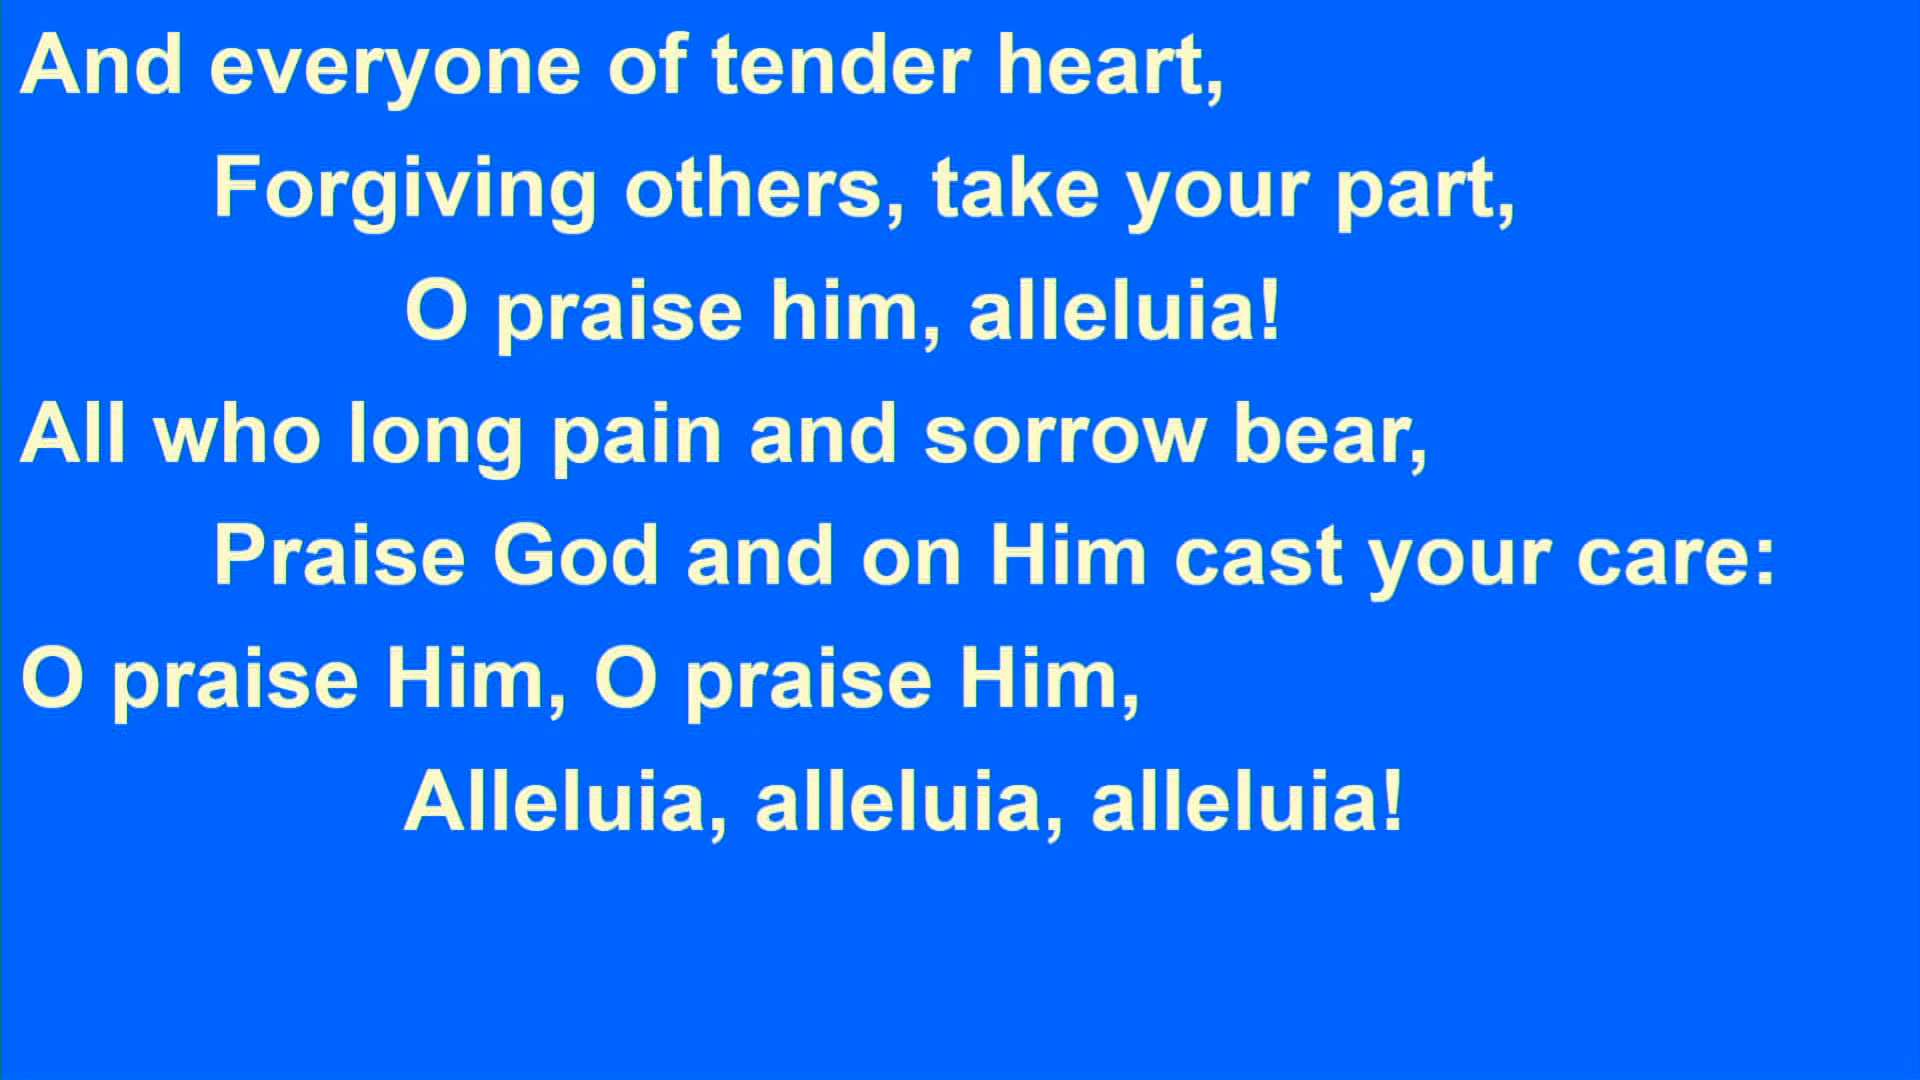 And everyone of tender heart,
Forgiving others, take your part,
O praise him, alleluia!
All who long pain and sorrow bear,
Praise God and on Him cast your care:
O praise Him, O praise Him,
Alleluia, alleluia, alleluia!